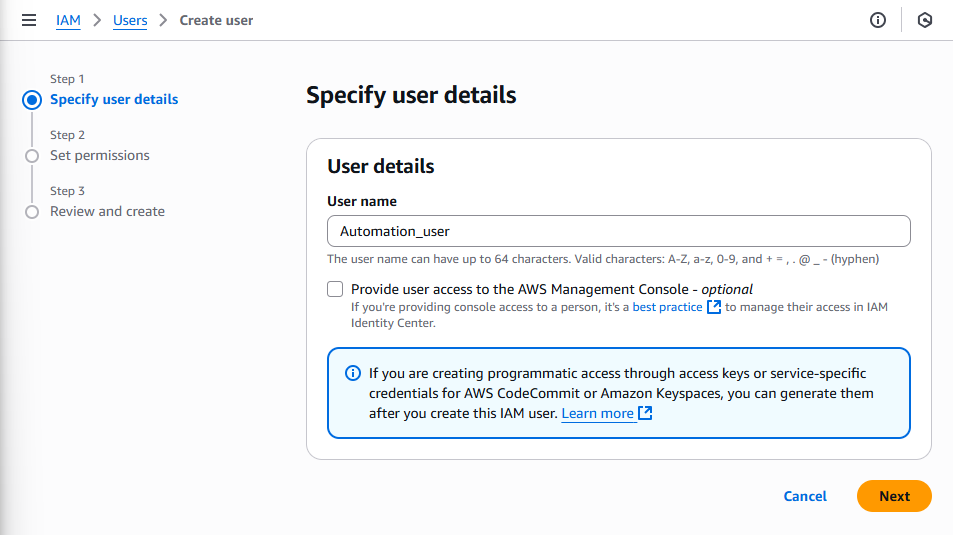 IAM > Users > Create user
Step 1
Specify user details
Step 2
Set permissions
Step 3
Review and create
Specify user details
User details
User name
Automation_user
The user name can have up to 64 characters. Valid characters: A-Z, a-z, 0-9, and + = , . @ _ - (hyphen)
Provide user access to the AWS Management Console - optional
If you're providing console access to a person, it's a best practice to manage their access in IAM
Identity Center.
If you are creating programmatic access through access keys or service-specific
credentials for AWS CodeCommit or Amazon Keyspaces, you can generate them
after you create this IAM user. Learn more
Cancel Next